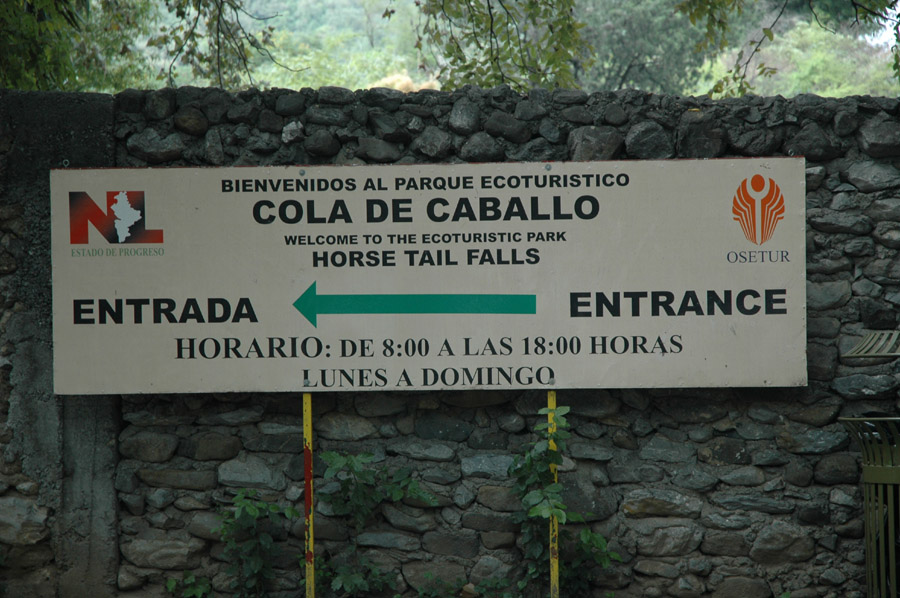 BIENVENIDOS AL PARQUE ECOTURISTICO
COLA DE CABALLO
WELCOME TO THE ECOTURISTIC PARK
HORSE TAIL FALLS
NL
ESTADO DE PROGRESO
OSETUR
ENTRADA ENTRANCE
HORARIO: DE 8:00 A LAS 18:00 HORAS
LUNES A DOMINGO